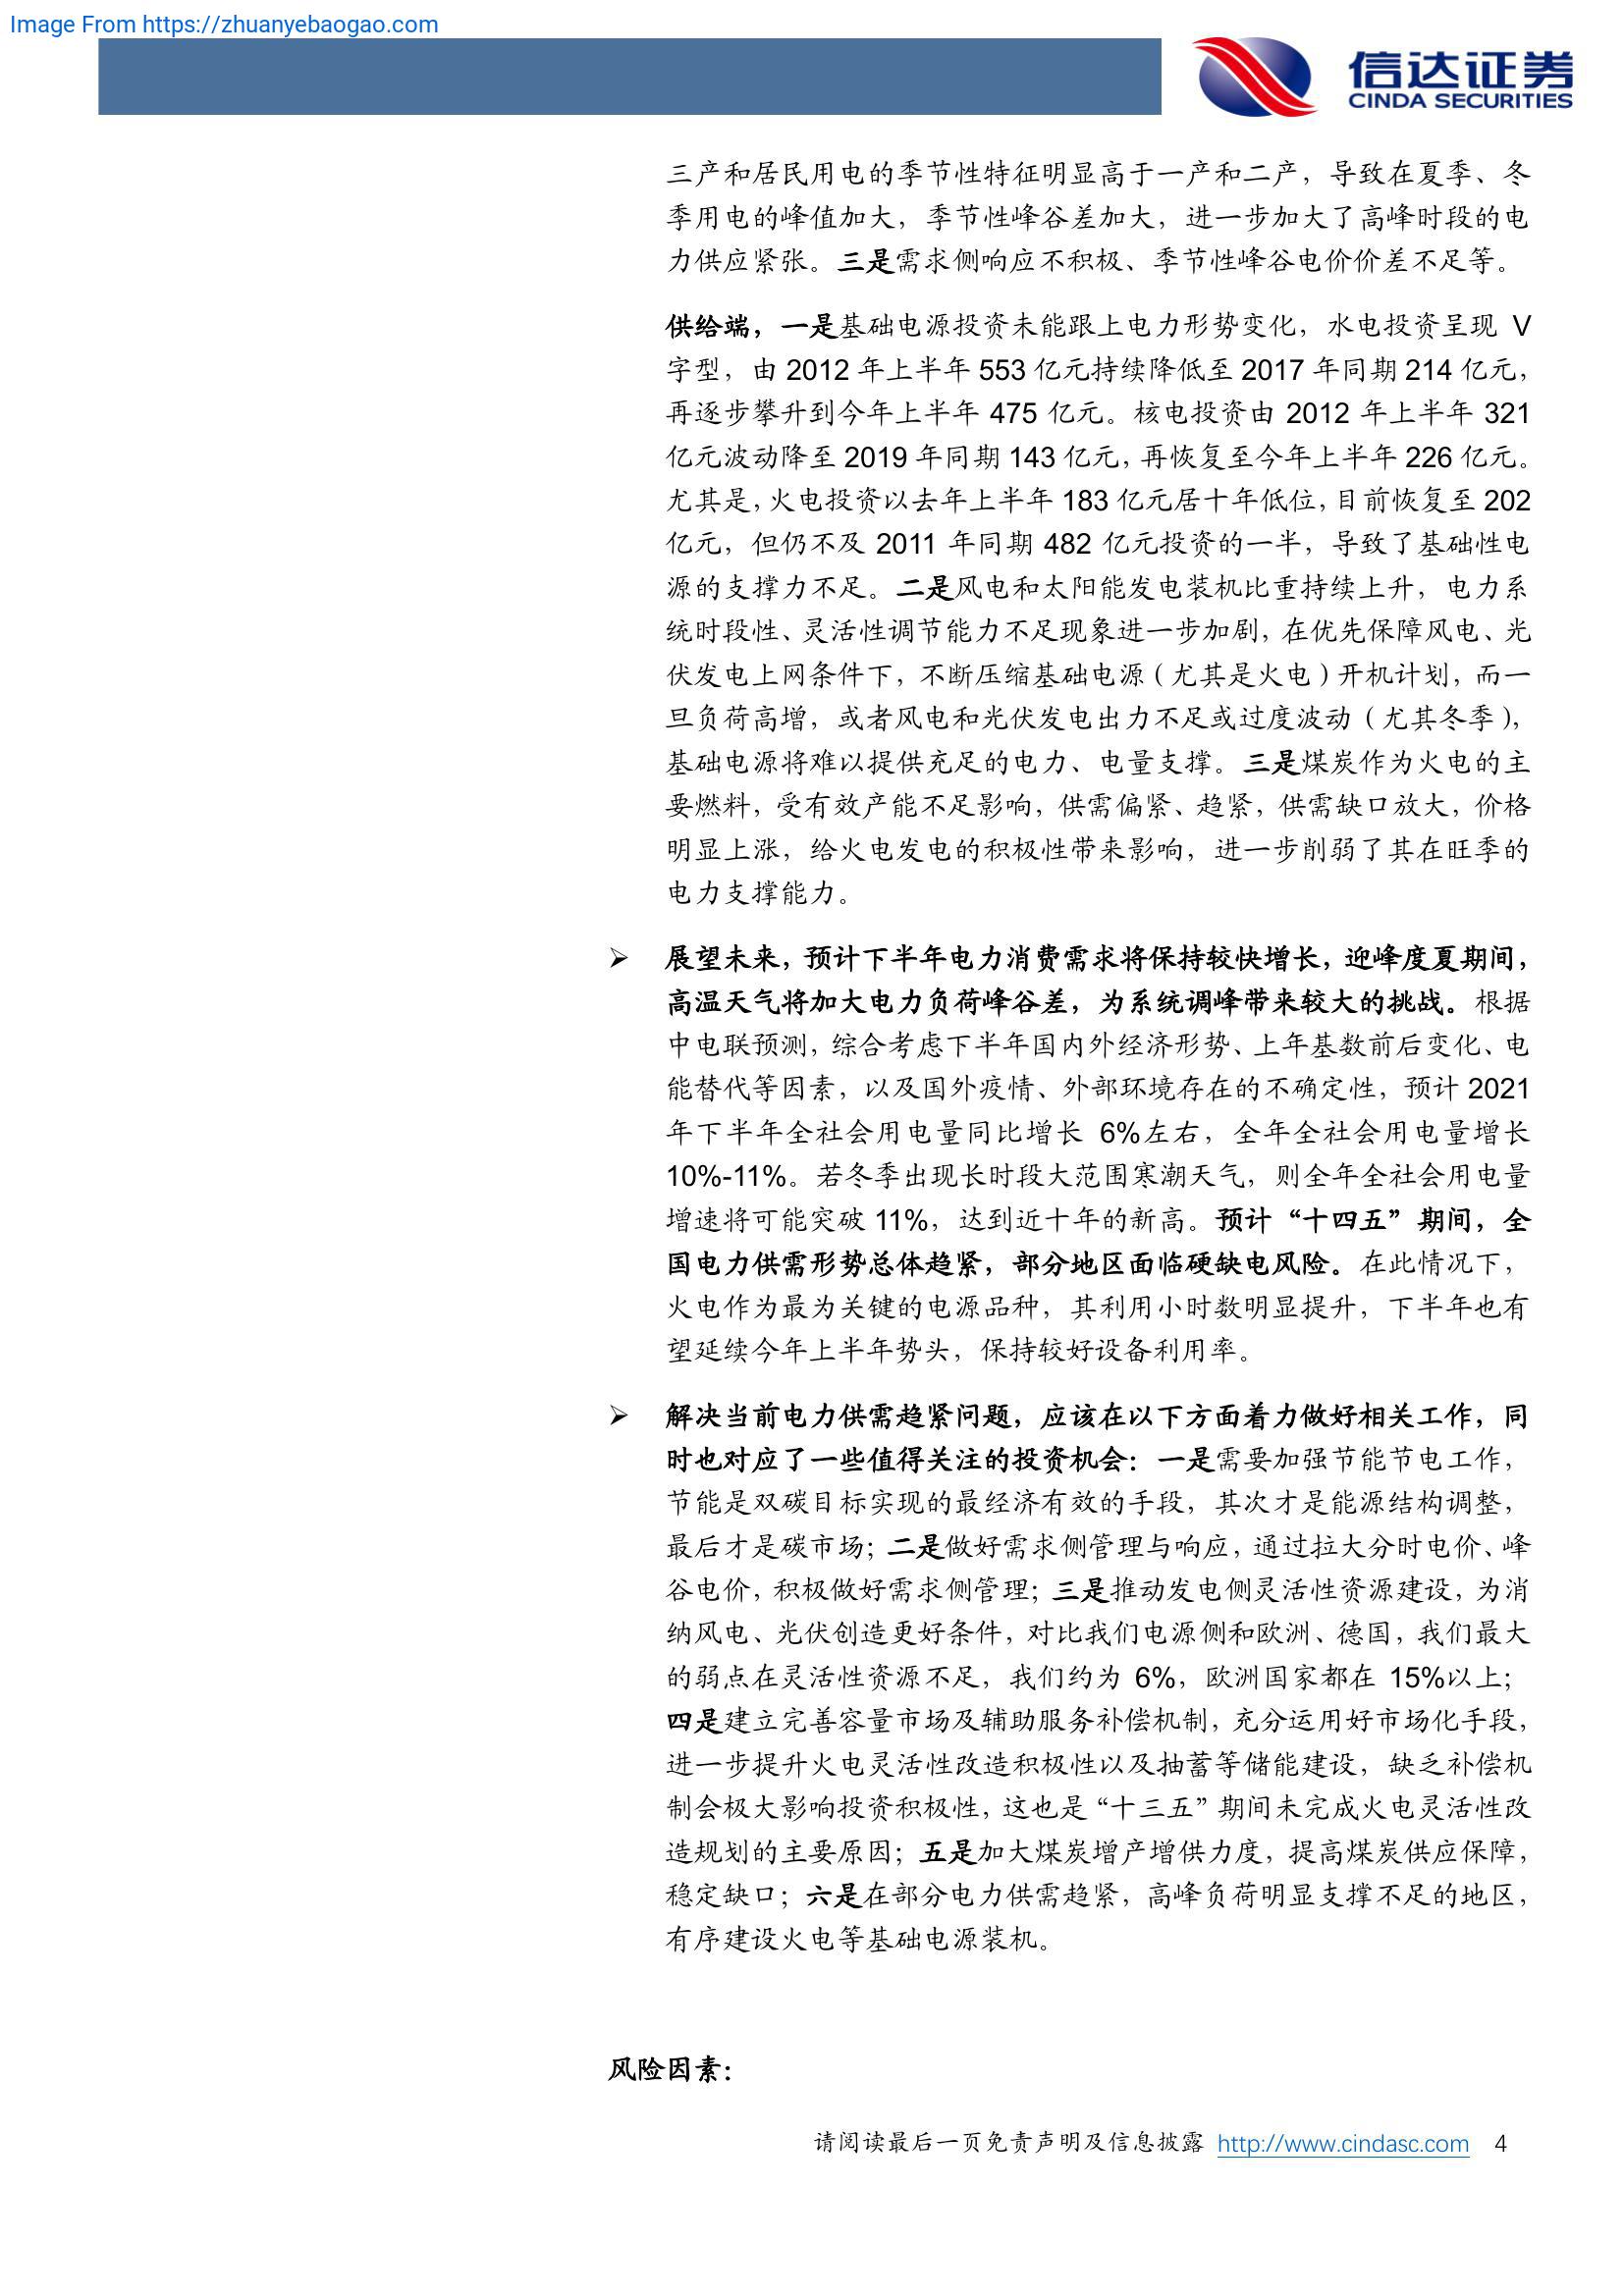 Image From https://zhuanyebaogao.com
信达证券
CINDA SECURITIES
三产和居民用电的季节性特征明显高于一产和二产，导致在夏季、冬
季用电的峰值加大，季节性峰谷差加大，进一步加大了高峰时段的电
力供应紧张。三是需求侧响应不积极、季节性峰谷电价价差不足等。
供给端，一是基础电源投资未能跟上电力形势变化，水电投资呈现 V
字型，由 2012 年上半年 553 亿元持续降低至 2017 年同期 214 亿元，
再逐步攀升到今年上半年 475 亿元。核电投资由 2012 年上半年 321
亿元波动降至 2019 年同期 143 亿元，再恢复至今年上半年 226 亿元。
尤其是，火电投资以去年上半年 183 亿元居十年低位，目前恢复至 202
亿元，但仍不及 2011 年同期 482 亿元投资的一半，导致了基础性电
源的支撑力不足。二是风电和太阳能发电装机比重持续上升，电力系
统时段性、灵活性调节能力不足现象进一步加剧，在优先保障风电、光
伏发电上网条件下，不断压缩基础电源（尤其是火电）开机计划，而一
旦负荷高增，或者风电和光伏发电出力不足或过度波动（尤其冬季），
基础电源将难以提供充足的电力、电量支撑。三是煤炭作为火电的主
要燃料，受有效产能不足影响，供需偏紧、趋紧，供需缺口放大，价格
明显上涨，给火电发电的积极性带来影响，进一步削弱了其在旺季的
电力支撑能力。
➢ 展望未来，预计下半年电力消费需求将保持较快增长，迎峰度夏期间，
高温天气将加大电力负荷峰谷差，为系统调峰带来较大的挑战。根据
中电联预测，综合考虑下半年国内外经济形势、上年基数前后变化、电
能替代等因素，以及国外疫情、外部环境存在的不确定性，预计 2021
年下半年全社会用电量同比增长 6%左右，全年全社会用电量增长
10%-11%。若冬季出现长时段大范围寒潮天气，则全年全社会用电量
增速将可能突破 11%，达到近十年的新高。预计“十四五”期间，全
国电力供需形势总体趋紧，部分地区面临硬缺电风险。在此情况下，
火电作为最为关键的电源品种，其利用小时数明显提升，下半年也有
望延续今年上半年势头，保持较好设备利用率。
➢ 解决当前电力供需趋紧问题，应该在以下方面着力做好相关工作，同
时也对应了一些值得关注的投资机会：一是需要加强节能节电工作，
节能是双碳目标实现的最经济有效的手段，其次才是能源结构调整，
最后才是碳市场；二是做好需求侧管理与响应，通过拉大分时电价、峰
谷电价，积极做好需求侧管理；三是推动发电侧灵活性资源建设，为消
纳风电、光伏创造更好条件，对比我们电源侧和欧洲、德国，我们最大
的弱点在灵活性资源不足，我们约为 6%，欧洲国家都在 15%以上；
四是建立完善容量市场及辅助服务补偿机制，充分运用好市场化手段，
进一步提升火电灵活性改造积极性以及抽蓄等储能建设，缺乏补偿机
制会极大影响投资积极性，这也是“十三五”期间未完成火电灵活性改
造规划的主要原因；五是加大煤炭增产增供力度，提高煤炭供应保障，
稳定缺口；六是在部分电力供需趋紧，高峰负荷明显支撑不足的地区，
有序建设火电等基础电源装机。
风险因素：
请阅读最后一页免责声明及信息披露 http://www.cindasc.com 4